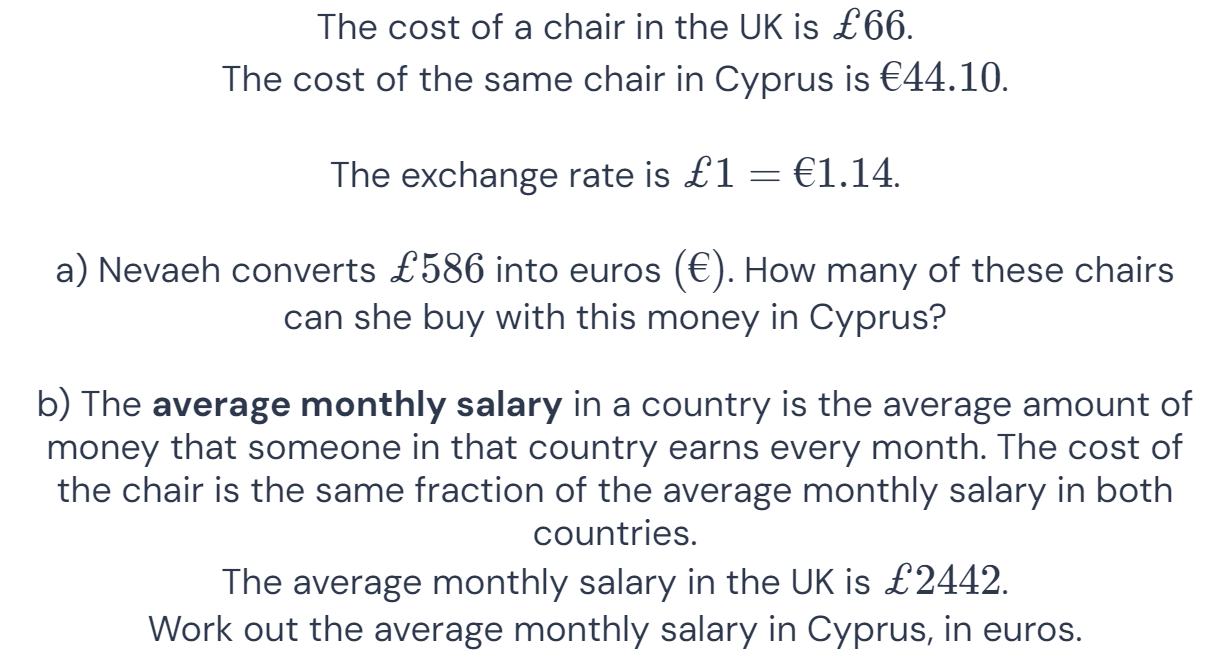 The cost of a chair in the UK is £66.
The cost of the same chair in Cyprus is €44.10.
The exchange rate is £1 = €1.14.
a) Nevaeh converts £586 into euros (€). How many of these chairs
can she buy with this money in Cyprus?
b) The average monthly salary in a country is the average amount of
money that someone in that country earns every month. The cost of
the chair is the same fraction of the average monthly salary in both
countries.
The average monthly salary in the UK is £2442.
Work out the average monthly salary in Cyprus, in euros.